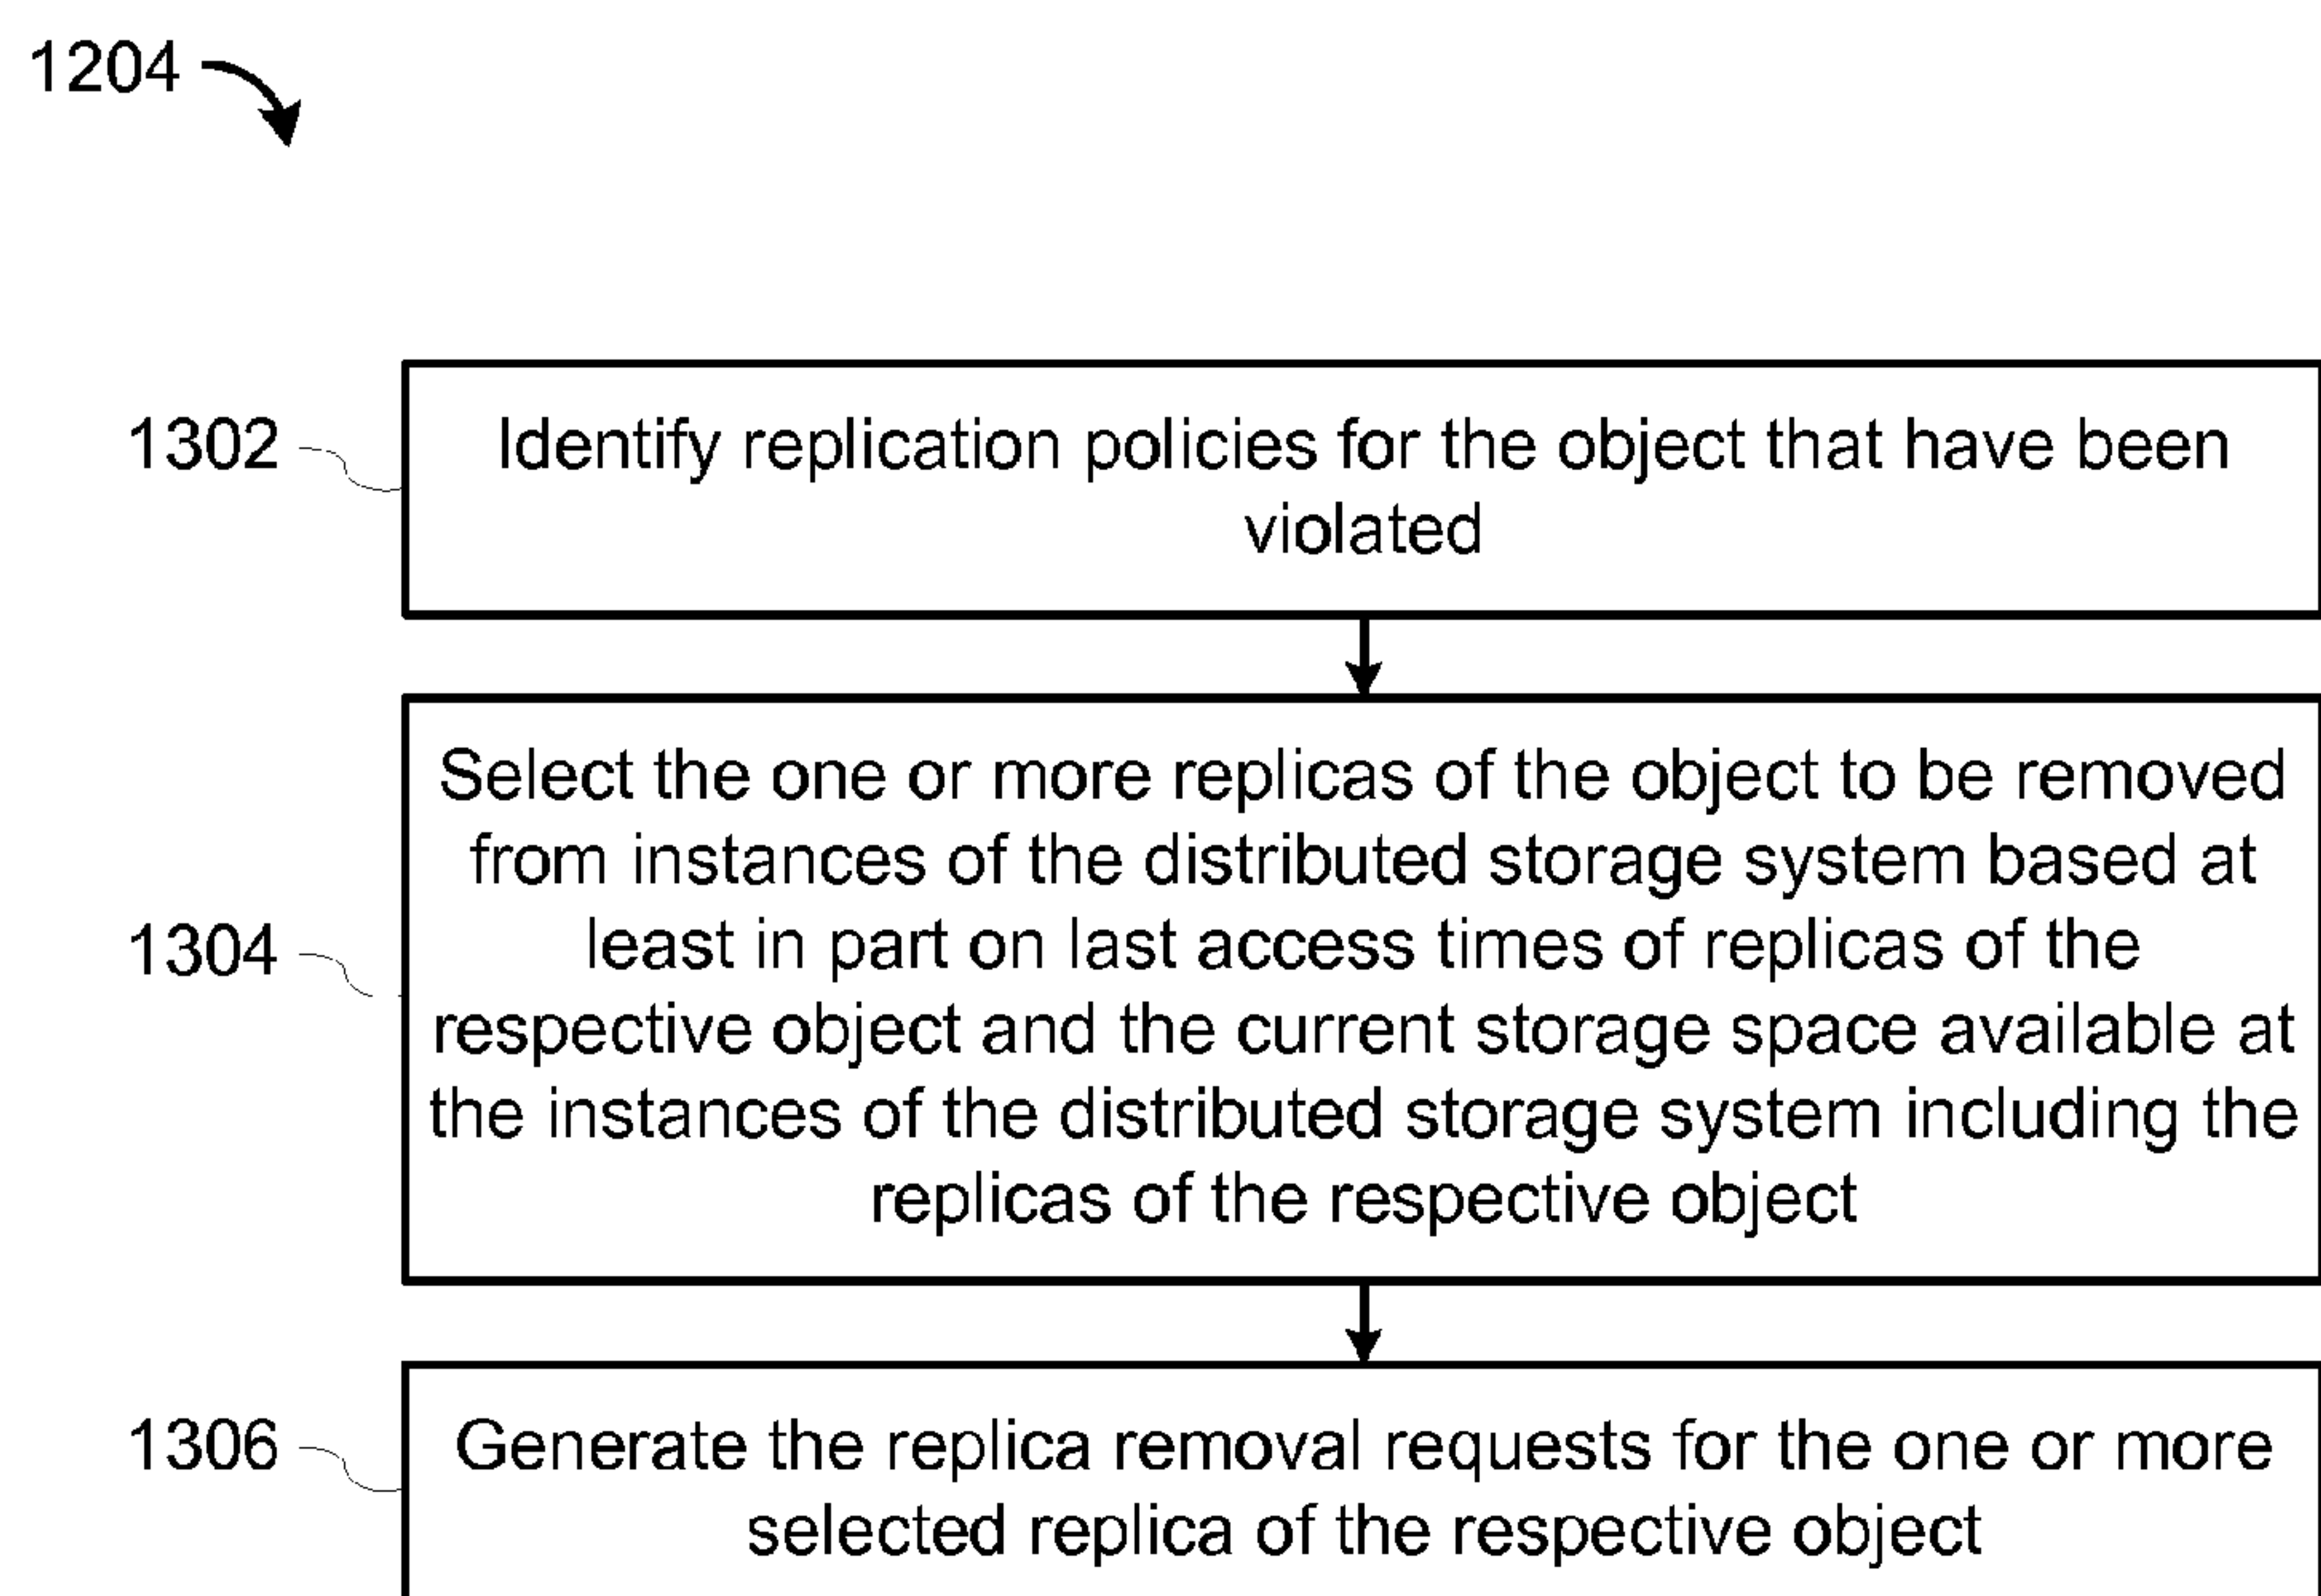 1204
1302
Identify replication policies for the object that have been
violated
Select the one or more replicas of the object to be removed
from instances of the distributed storage system based at
least in part on last access times of replicas of the
1304
respective object and the current storage space available at
the instances of the distributed storage system including the
replicas of the respective object
1306
Generate the replica removal requests for the one or more
selected replica of the respective object